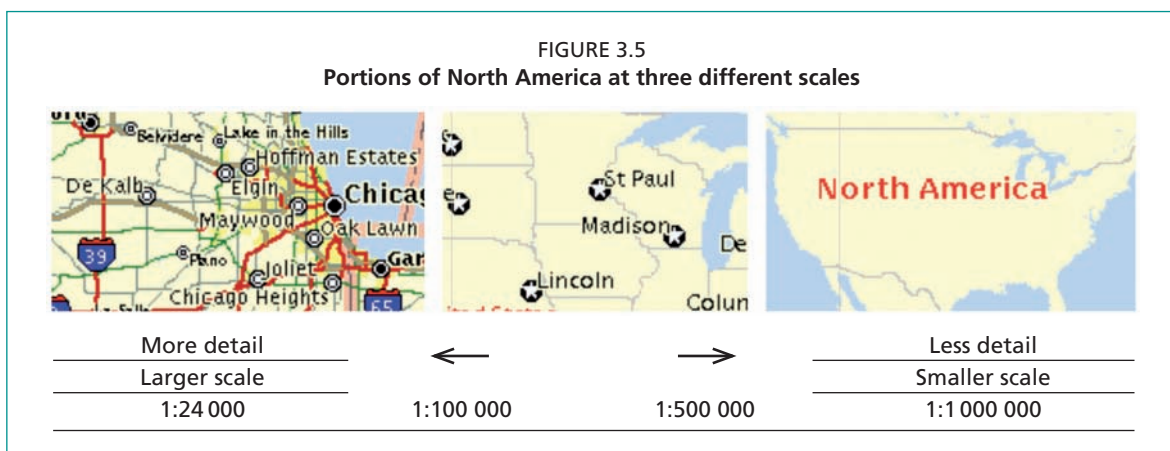 FIGURE 3.5
Portions of North America at three different scales
Belvidere
Lake in the Hills
Hoffman Estates
De Kalb
Elgin
Chicag
Maywood
Oak Lawn
39
Plano
Joliet
Gar
Chicago Heights
65
St Paul
Madison
De
Lincoln
Colun
North America
More detail
Less detail
Larger scale
Smaller scale
1:24 000 1:100 000 1:500 000 1:1 000 000